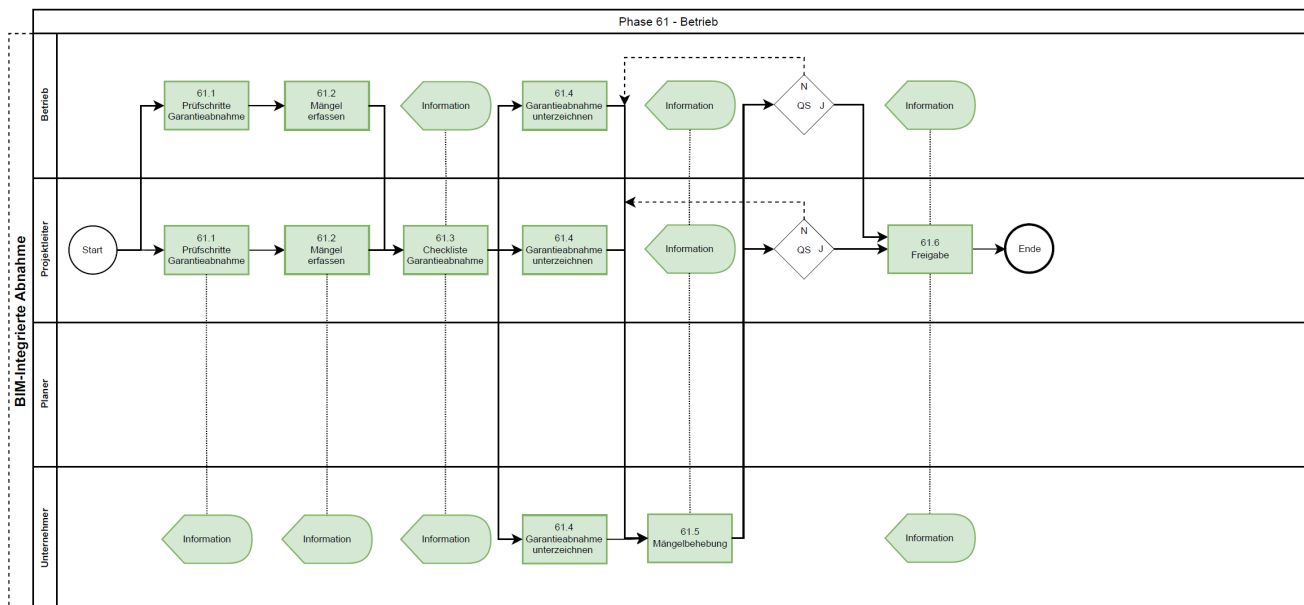 Phase 61 - Betrieb
BIM-Integrierte Abnahme
Betrieb
61.1
Prüfschritte
Garantieabnahme
61.2
Mängel
erfassen
Information
61.4
Garantieabnahme
unterzeichnen
Information
N
QS J
Information
Projektleiter
Start
61.1
Prüfschritte
Garantieabnahme
61.2
Mängel
erfassen
61.3
Checkliste
Garantieabnahme
61.4
Garantieabnahme
unterzeichnen
Information
N
QS J
61.6
Freigabe
Ende
Planer
Unternehmer
Information
Information
Information
61.4
Garantieabnahme
unterzeichnen
61.5
Mängelbehebung
Information